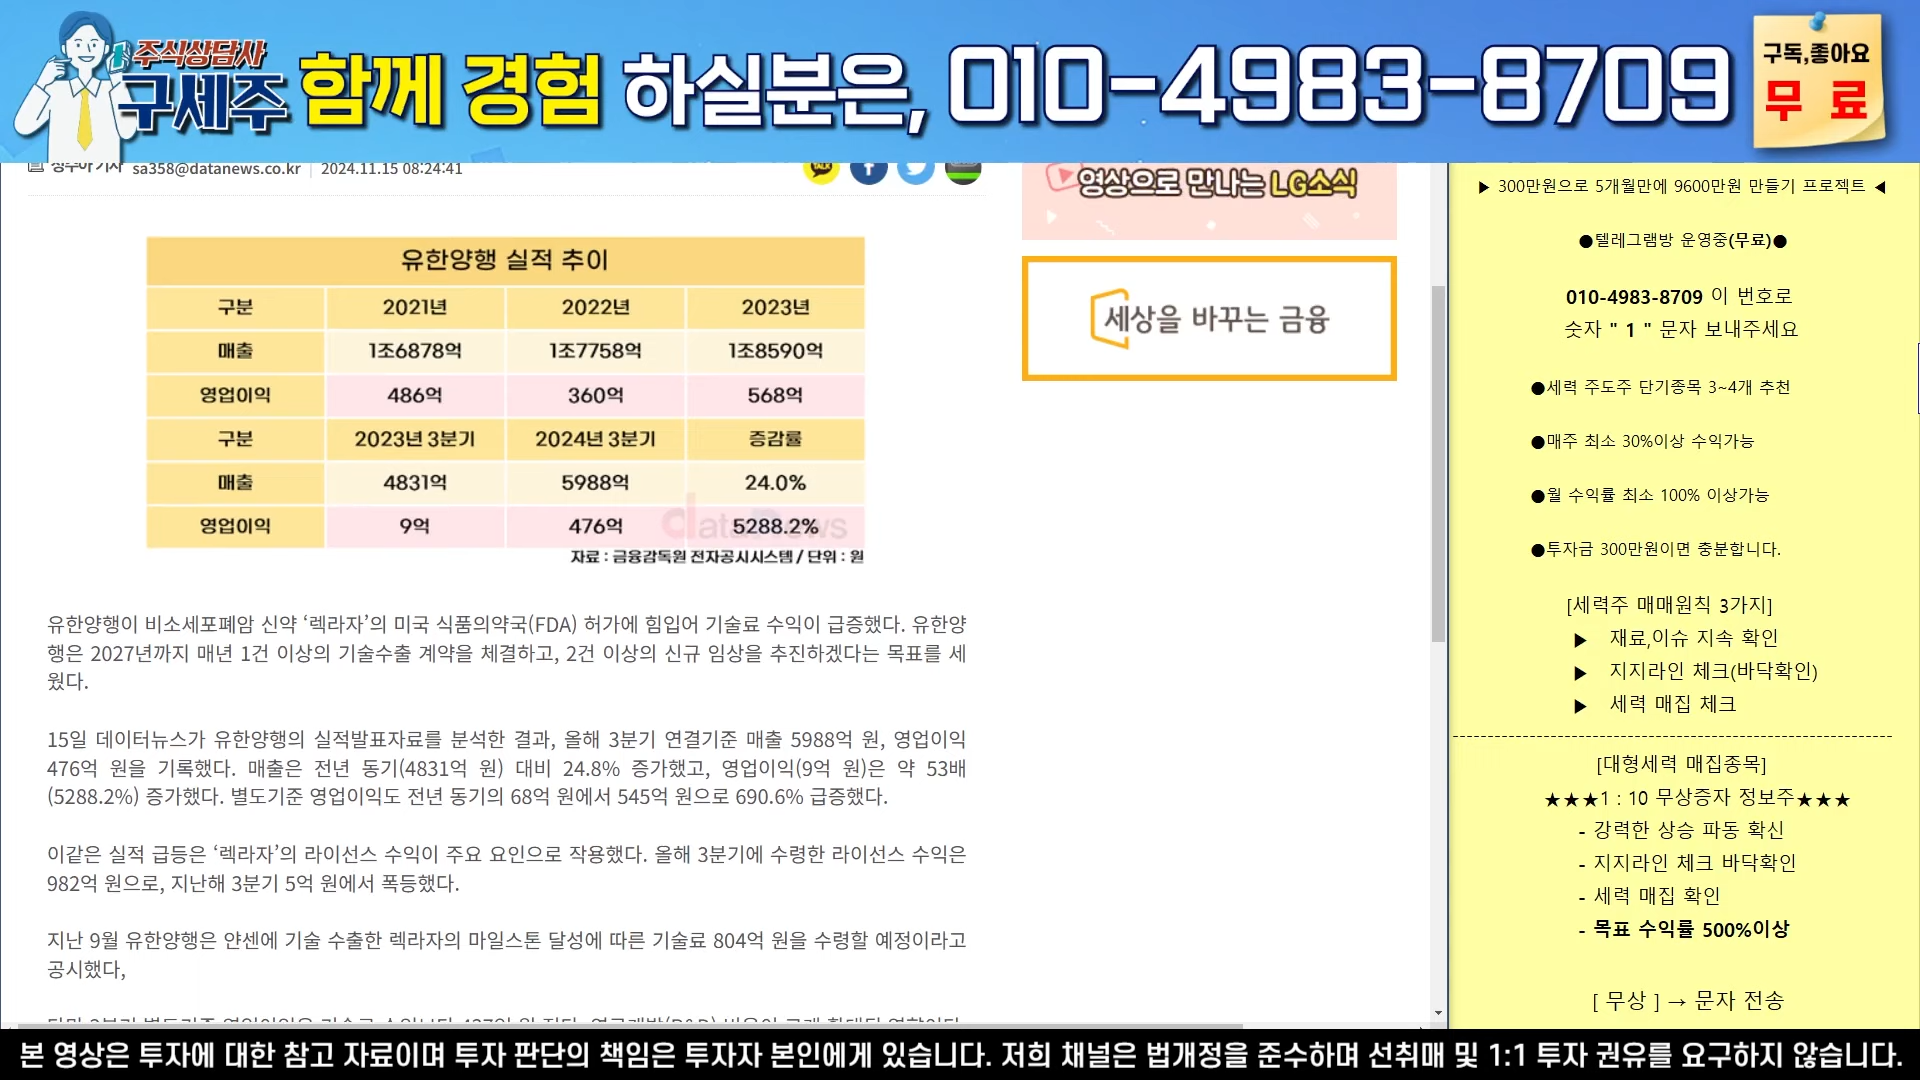 주식상담사
구세주 함께 경험 하실분은, 010-4983-8709
구독,좋아요
무 료
sa358@datanews.co.kr | 2024.11.15 08:24:41
영상으로 만나는 LG소식
세상을 바꾸는 금융
유한양행 실적 추이
구분 2021년 2022년 2023년
매출 1조6878억 1조7758억 1조8590억
영업이익 486억 360억 568억
구분 2023년 3분기 2024년 3분기 증감률
매출 4831억 5988억 24.0%
영업이익 9억 476억 5288.2%
dataNews
자료 : 금융감독원 전자공시시스템 / 단위 : 원
유한양행이 비소세포폐암 신약 ‘렉라자’의 미국 식품의약국(FDA) 허가에 힘입어 기술료 수익이 급증했다. 유한양
행은 2027년까지 매년 1건 이상의 기술수출 계약을 체결하고, 2건 이상의 신규 임상을 추진하겠다는 목표를 세
웠다.
15일 데이터뉴스가 유한양행의 실적발표자료를 분석한 결과, 올해 3분기 연결기준 매출 5988억 원, 영업이익
476억 원을 기록했다. 매출은 전년 동기(4831억 원) 대비 24.8% 증가했고, 영업이익(9억 원)은 약 53배
(5288.2%) 증가했다. 별도기준 영업이익도 전년 동기의 68억 원에서 545억 원으로 690.6% 급증했다.
이같은 실적 급등은 ‘렉라자’의 라이선스 수익이 주요 요인으로 작용했다. 올해 3분기에 수령한 라이선스 수익은
982억 원으로, 지난해 3분기 5억 원에서 폭등했다.
지난 9월 유한양행은 얀센에 기술 수출한 렉라자의 마일스톤 달성에 따른 기술료 804억 원을 수령할 예정이라고
공시했다,
▶ 300만원으로 5개월만에 9600만원 만들기 프로젝트 ◀
●텔레그램방 운영중(무료)●
010-4983-8709 이 번호로
숫자 " 1 " 문자 보내주세요
●세력 주도주 단기종목 3~4개 추천
●매주 최소 30%이상 수익가능
●월 수익률 최소 100% 이상가능
●투자금 300만원이면 충분합니다.
[세력주 매매원칙 3가지]
▶ 재료,이슈 지속 확인
▶ 지지라인 체크(바닥확인)
▶ 세력 매집 체크
[대형세력 매집종목]
★★★1 : 10 무상증자 정보주★★★
- 강력한 상승 파동 확신
- 지지라인 체크 바닥확인
- 세력 매집 확인
- 목표 수익률 500%이상
[ 무상 ] → 문자 전송
본 영상은 투자에 대한 참고 자료이며 투자 판단의 책임은 투자자 본인에게 있습니다. 저희 채널은 법개정을 준수하며 선취매 및 1:1 투자 권유를 요구하지 않습니다.